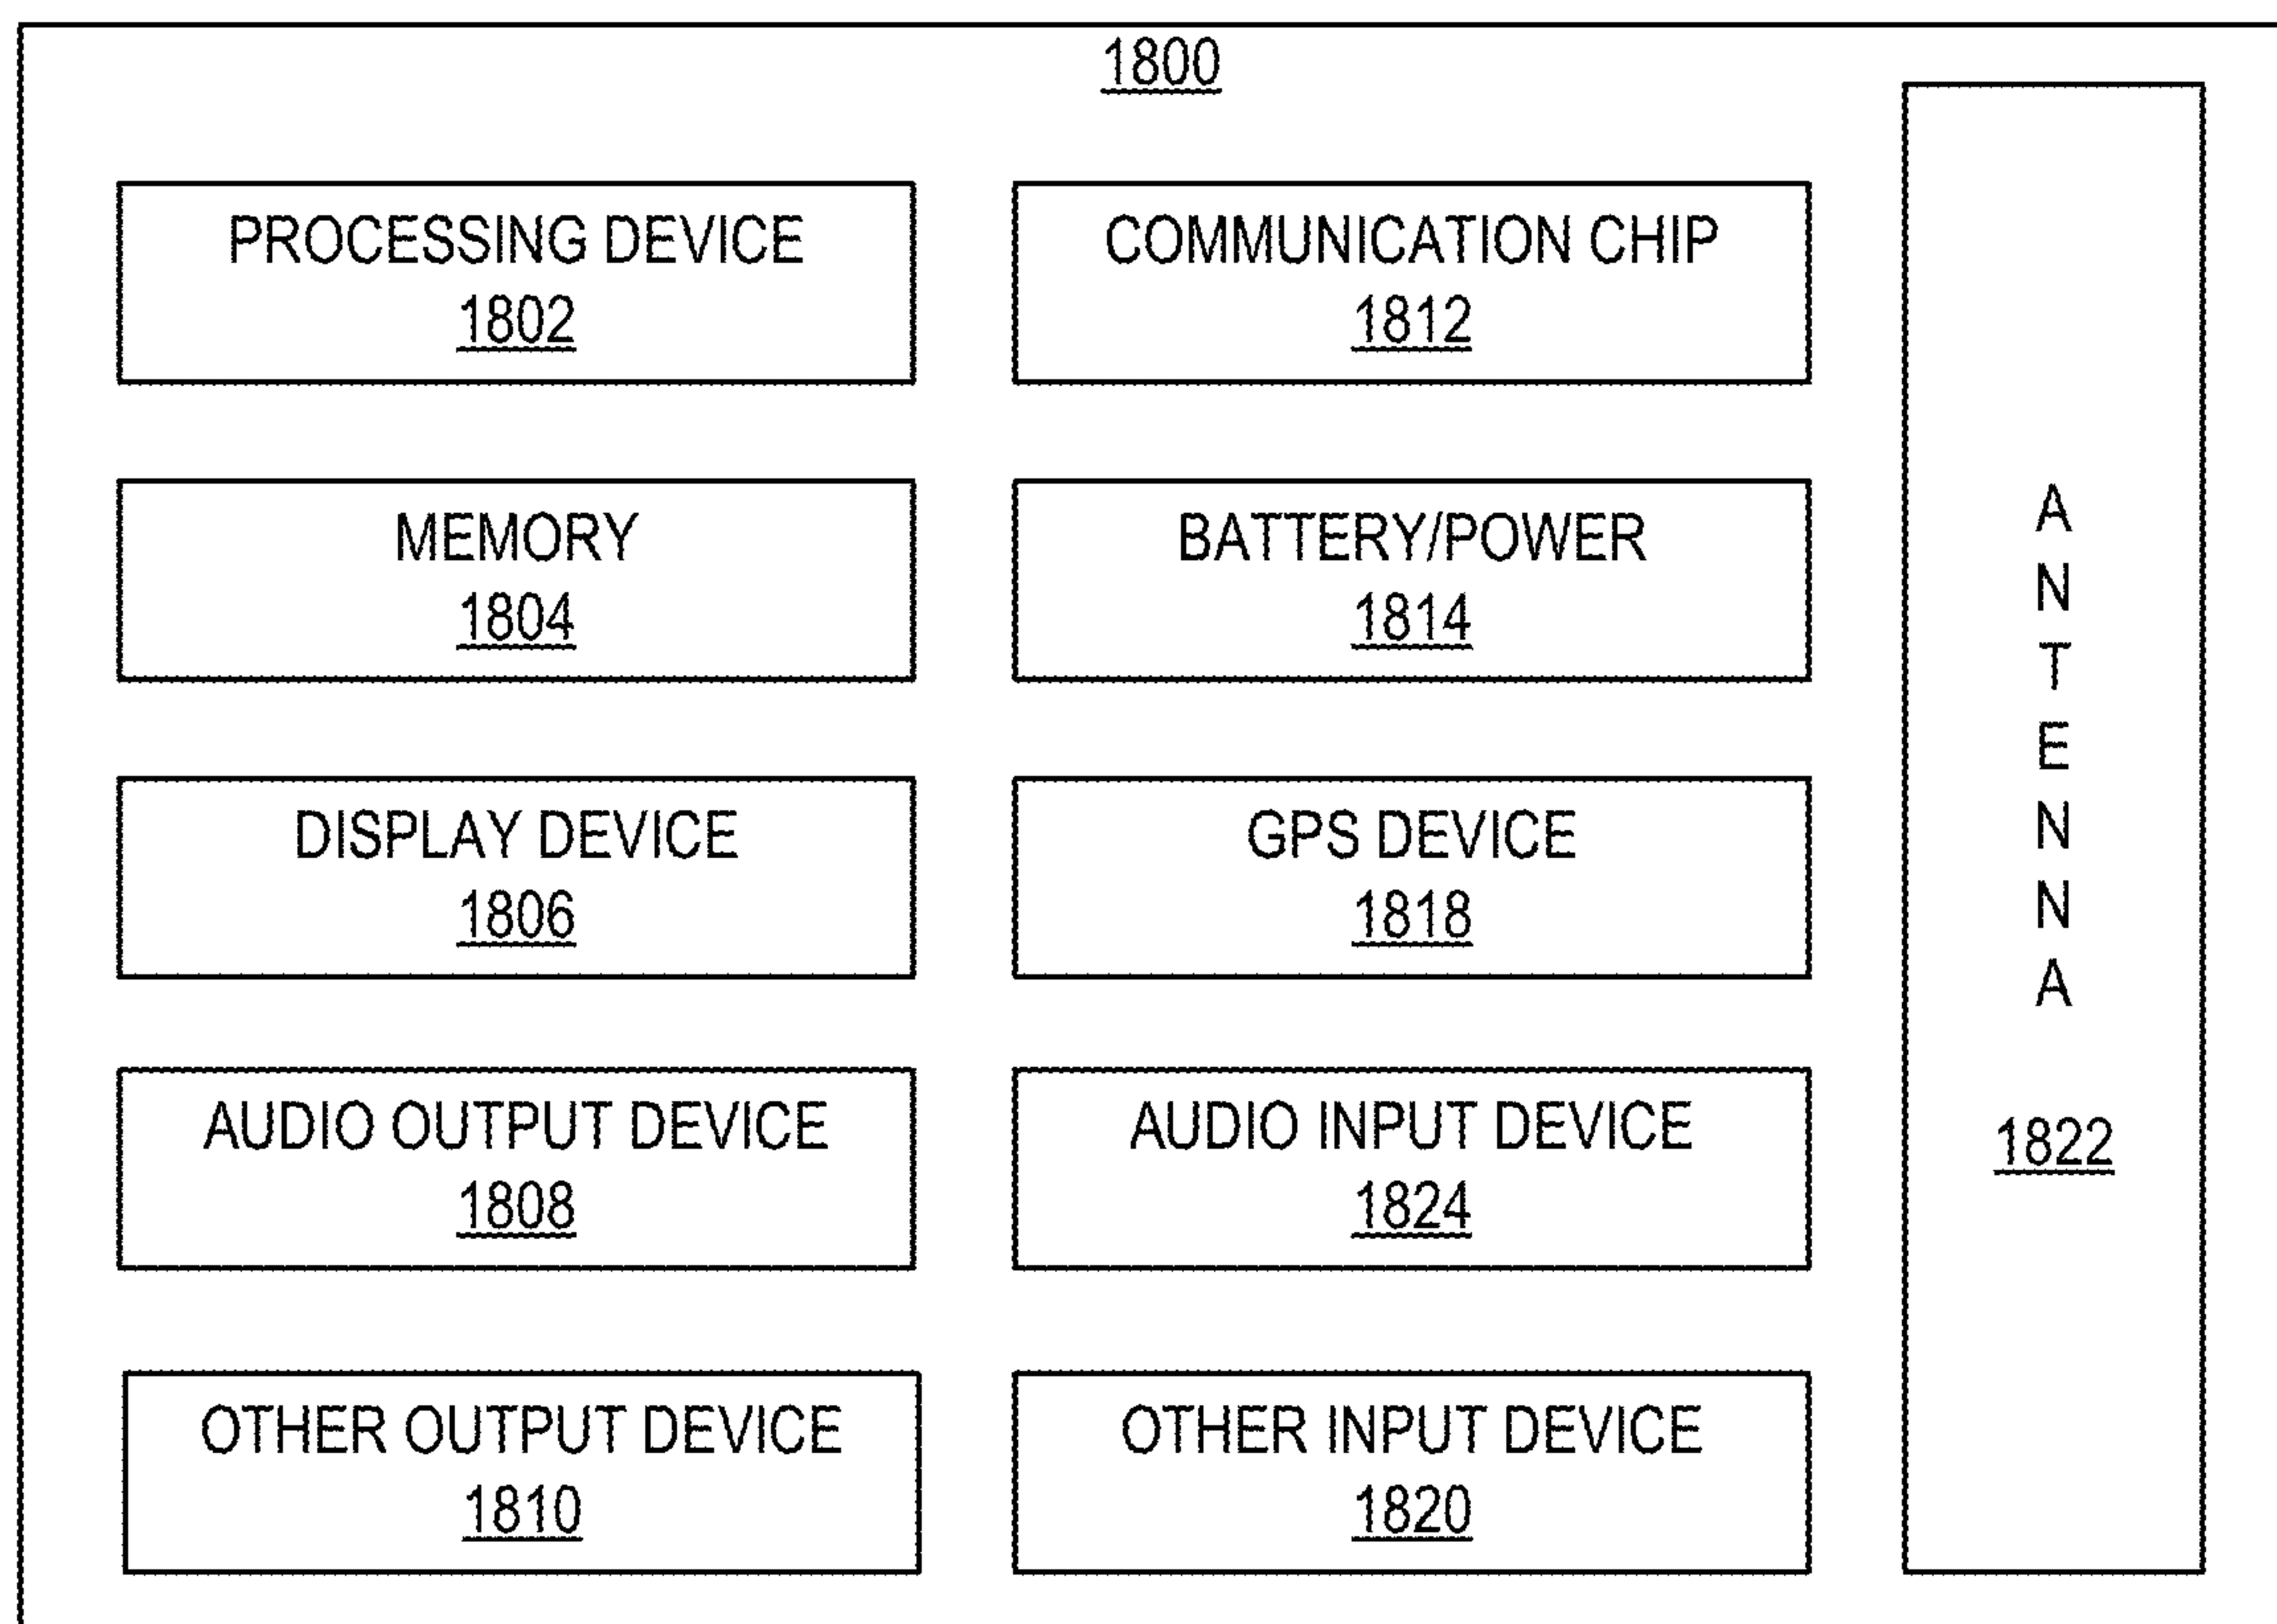 1800
PROCESSING DEVICE
1802
COMMUNICATION CHIP
1812
MEMORY
1804
BATTERY/POWER
1814
DISPLAY DEVICE
1806
GPS DEVICE
1818
AUDIO OUTPUT DEVICE
1808
AUDIO INPUT DEVICE
1824
OTHER OUTPUT DEVICE
1810
OTHER INPUT DEVICE
1820
ANTENNA
1822